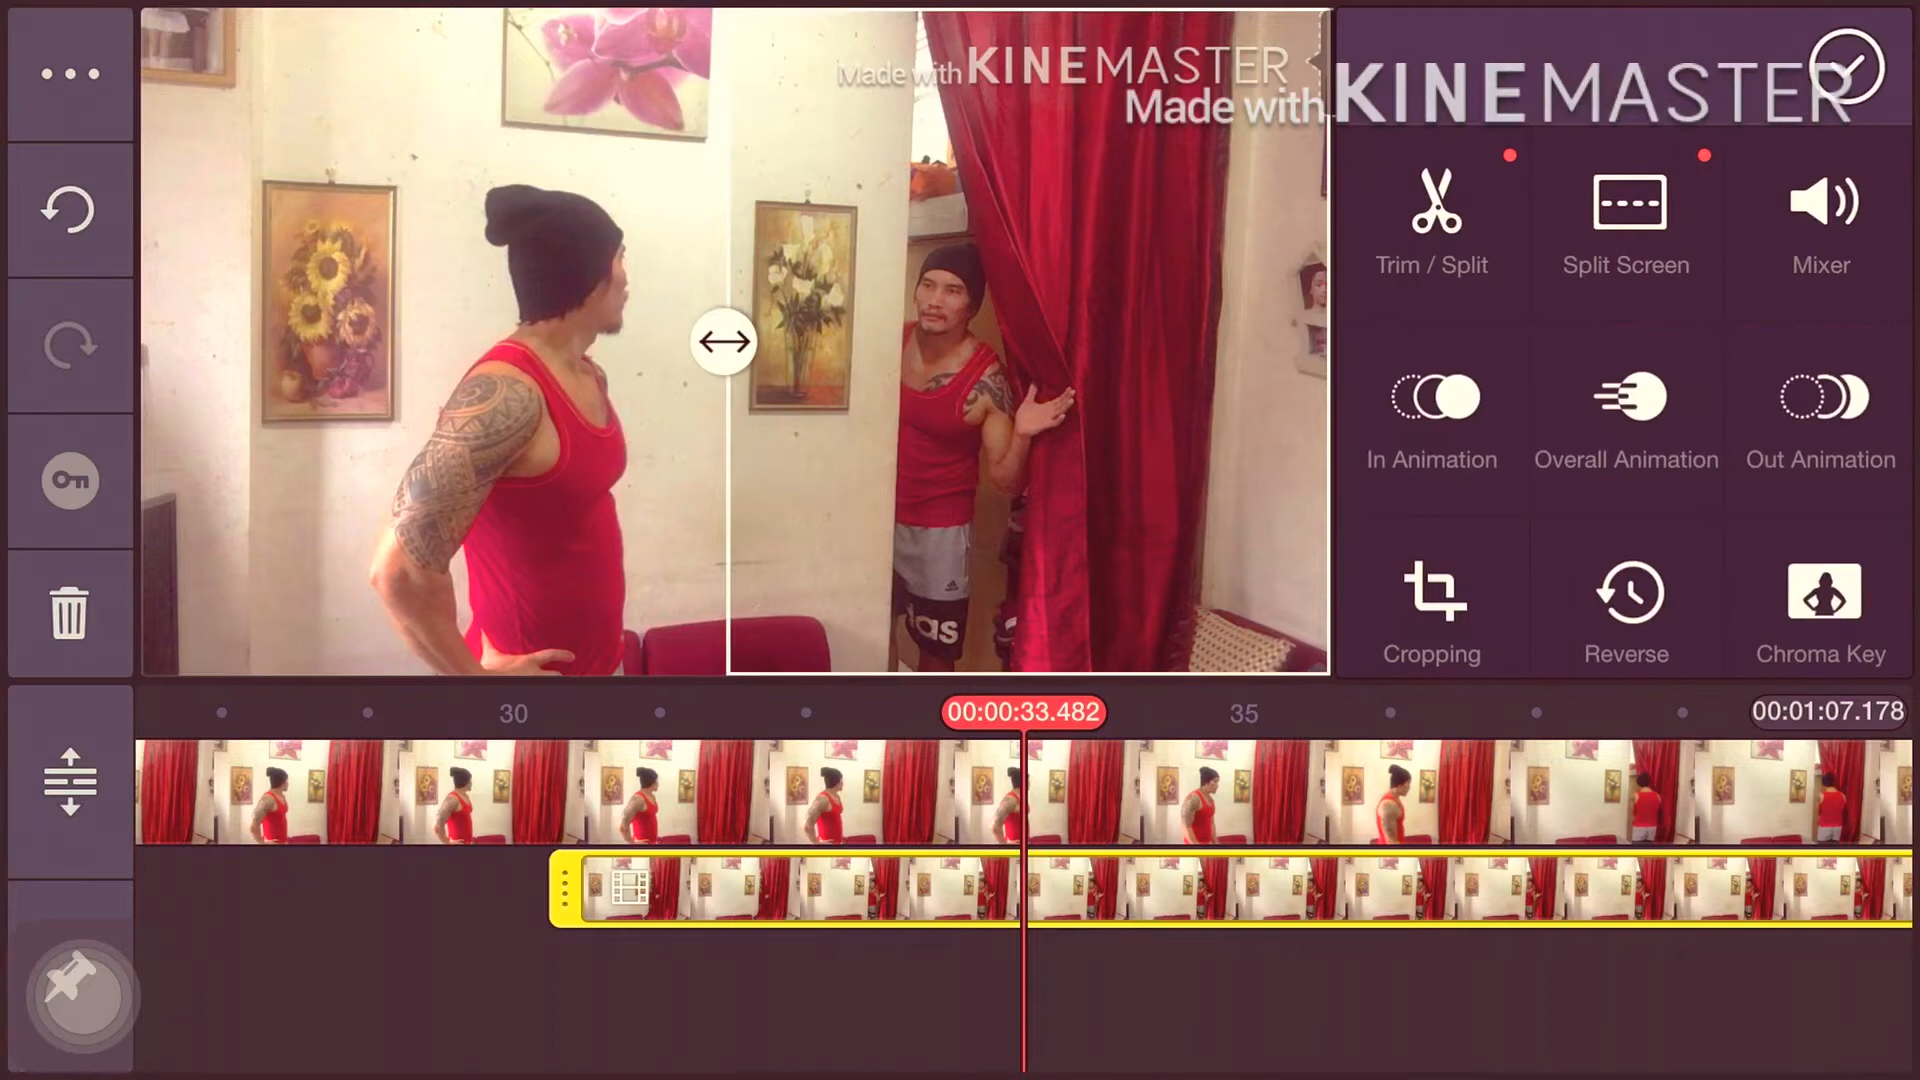 Made with KINEMASTER
Made with KINEMASTER
Trim / Split
Split Screen
Mixer
In Animation
Overall Animation
Out Animation
Cropping
Reverse
Chroma Key
das
30
00:00:33.482
35
00:01:07.178